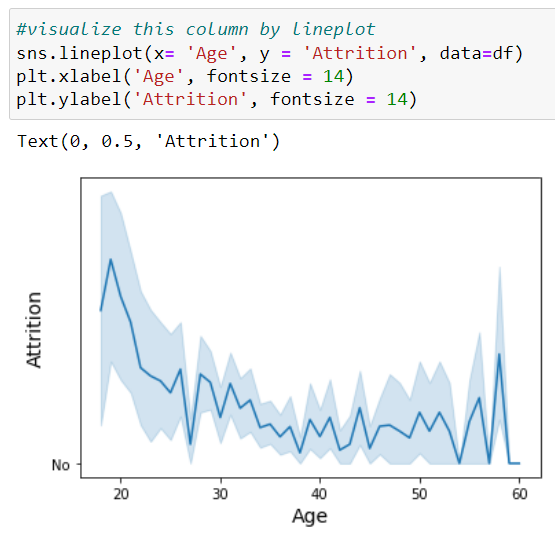 #visualize this column by lineplot
sns.lineplot(x= 'Age', y = 'Attrition', data=df)
plt.xlabel('Age', fontsize = 14)
plt.ylabel('Attrition', fontsize = 14)
Text(0, 0.5, 'Attrition')
Attrition
No
20 30 40 50 60
Age